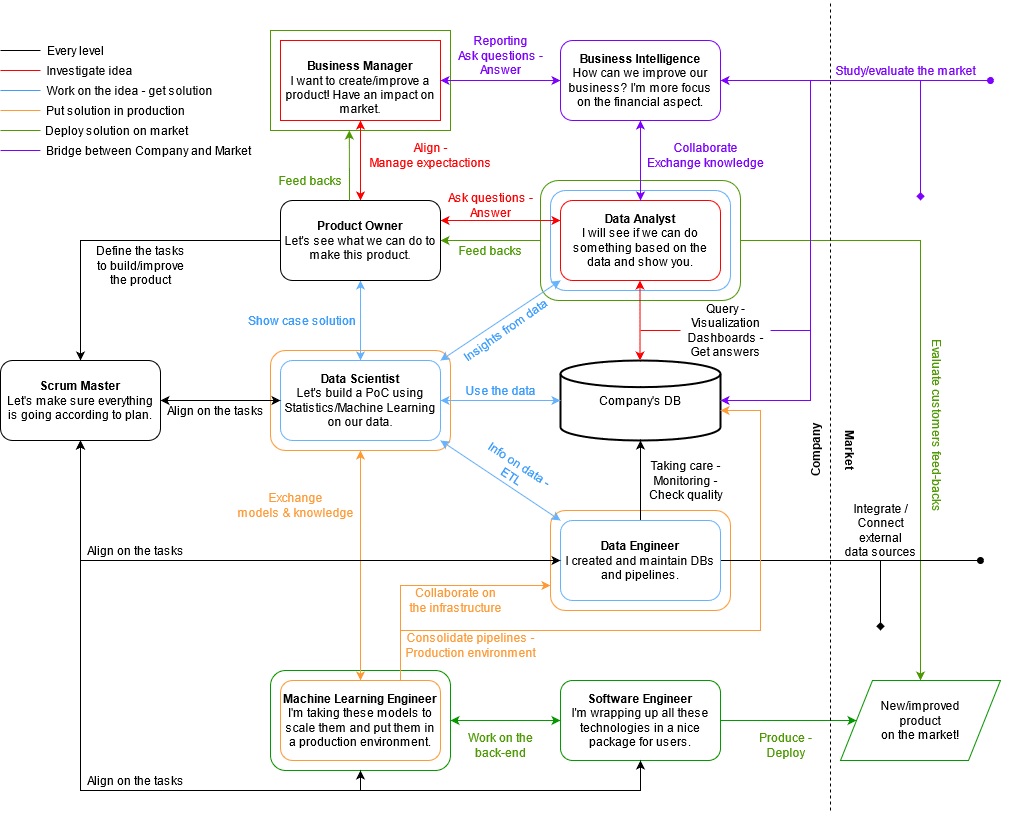 Every level
Investigate idea
Work on the idea - get solution
Put solution in production
Deploy solution on market
Bridge between Company and Market
Business Manager
I want to create/improve a
product! Have an impact on
market.
Reporting
Ask questions -
Answer
Business Intelligence
How can we improve our
business? I'm more focus
on the financial aspect.
Study/evaluate the market
Align -
Manage expectactions
Collaborate
Exchange knowledge
Feed backs
Product Owner
Let's see what we can do to
make this product.
Ask questions -
Answer
Feed backs
Data Analyst
I will see if we can do
something based on the
data and show you.
Define the tasks
to build/improve
the product
Show case solution
Insights from data
Query -
Visualization
Dashboards -
Get answers
Scrum Master
Let's make sure everything
is going according to plan.
Align on the tasks
Data Scientist
Let's build a PoC using
Statistics/Machine Learning
on our data.
Use the data
Company's DB
Company
Market
Evaluate customers feed-backs
Info on data -
ETL
Taking care -
Monitoring -
Check quality
Exchange
models & knowledge
Integrate /
Connect
external
data sources
Align on the tasks
Data Engineer
I created and maintain DBs
and pipelines.
Collaborate on
the infrastructure
Consolidate pipelines -
Production environment
Machine Learning Engineer
I'm taking these models to
scale them and put them in
a production environment.
Work on the
back-end
Software Engineer
I'm wrapping up all these
technologies in a nice
package for users.
Produce -
Deploy
New/improved
product
on the market!
Align on the tasks